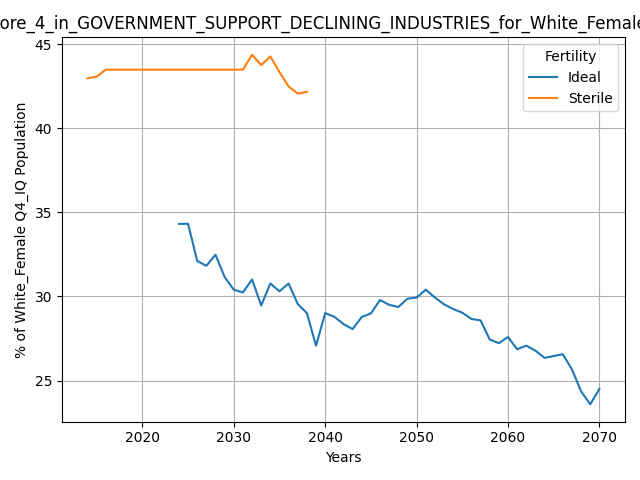 ore_4_in_GOVERNMENT_SUPPORT_DECLINING_INDUSTRIES_for_White_Female
45
40
35
30
25
% of White_Female Q4_IQ Population
Fertility
Ideal
Sterile
2020 2030 2040 2050 2060 2070
Years